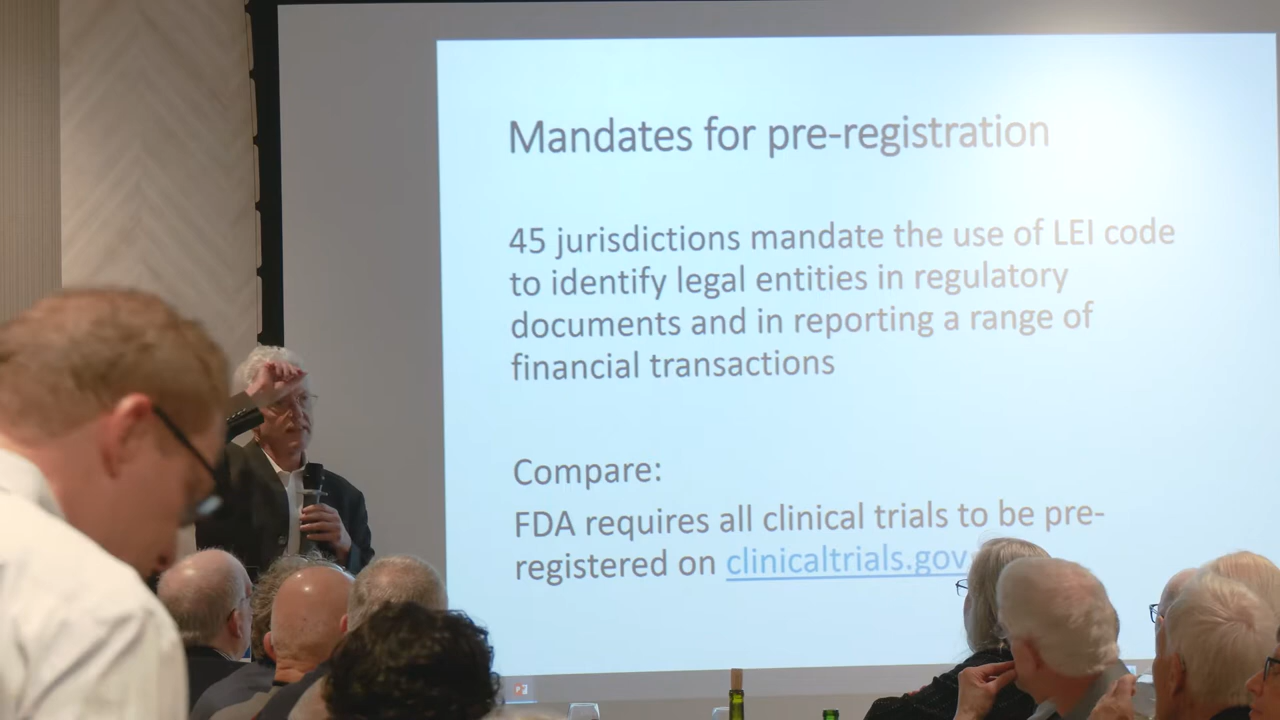 Mandates for pre-registration
45 jurisdictions mandate the use of LEI code
to identify legal entities in regulatory
documents and in reporting a range of
financial transactions
Compare:
FDA requires all clinical trials to be pre-
registered on clinicaltrials.gov